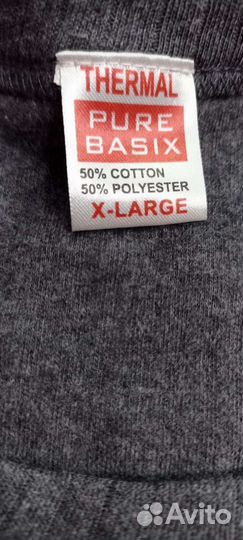 THERMAL
PURE
BASIX
50% COTTON
50% POLYESTER
X-LARGE
Avito